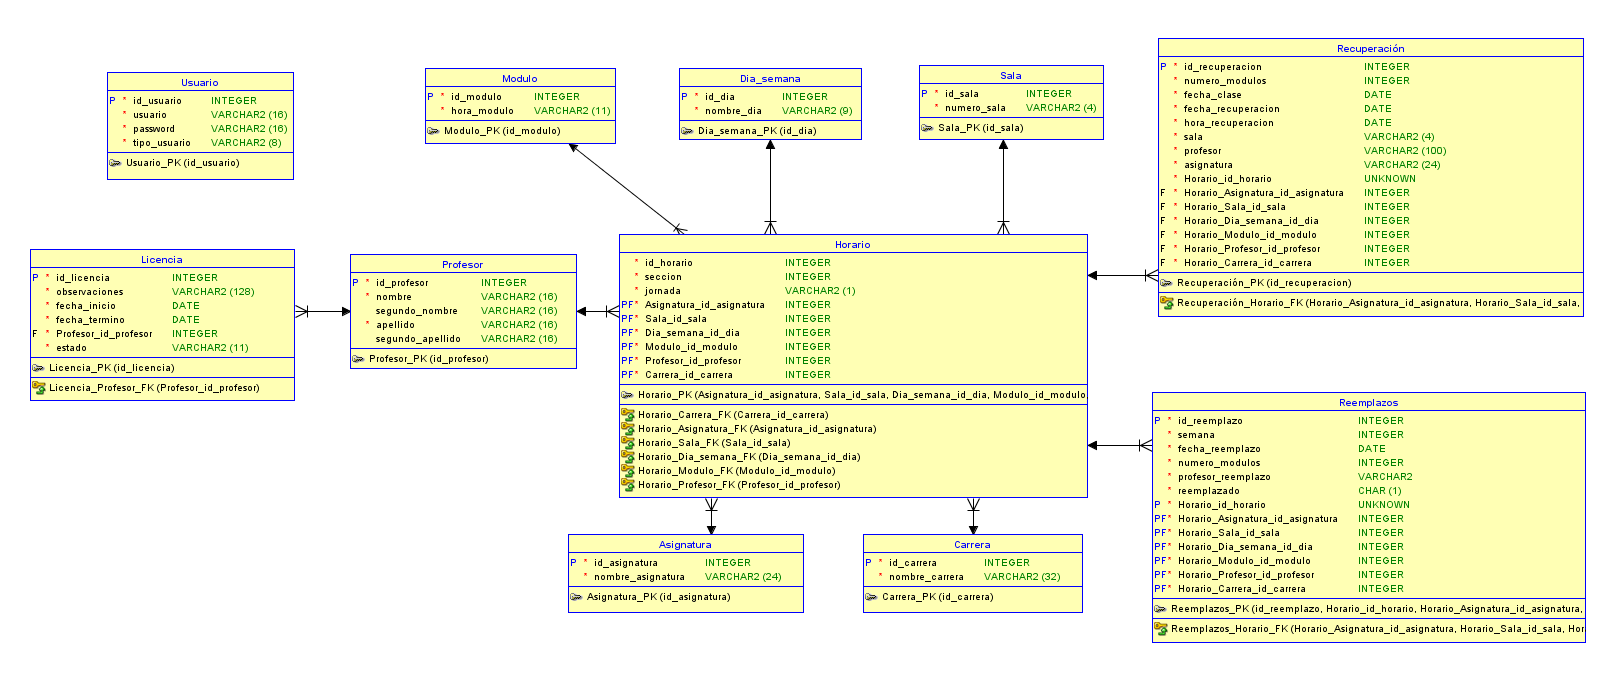 Usuario
P * id_usuario INTEGER
* usuario VARCHAR2 (16)
* password VARCHAR2 (16)
* tipo_usuario VARCHAR2 (8)
Usuario_PK (id_usuario)
Modulo
P * id_modulo INTEGER
* hora_modulo VARCHAR2 (11)
Modulo_PK (id_modulo)
Dia_semana
P * id_dia INTEGER
* nombre_dia VARCHAR2 (9)
Dia_semana_PK (id_dia)
Sala
P * id_sala INTEGER
* numero_sala VARCHAR2 (4)
Sala_PK (id_sala)
Recuperación
P * id_recuperacion INTEGER
* numero_modulos INTEGER
* fecha_clase DATE
* fecha_recuperacion DATE
* hora_recuperacion DATE
* sala VARCHAR2 (4)
* profesor VARCHAR2 (100)
* asignatura VARCHAR2 (24)
* Horario_id_horario UNKNOWN
F * Horario_Asignatura_id_asignatura INTEGER
F * Horario_Sala_id_sala INTEGER
F * Horario_Dia_semana_id_dia INTEGER
F * Horario_Modulo_id_modulo INTEGER
F * Horario_Profesor_id_profesor INTEGER
F * Horario_Carrera_id_carrera INTEGER
Recuperación_PK (id_recuperacion)
Recuperación_Horario_FK (Horario_Asignatura_id_asignatura, Horario_Sala_id_sala,
Licencia
P * id_licencia INTEGER
* observaciones VARCHAR2 (128)
* fecha_inicio DATE
* fecha_termino DATE
F * Profesor_id_profesor INTEGER
* estado VARCHAR2 (11)
Licencia_PK (id_licencia)
Licencia_Profesor_FK (Profesor_id_profesor)
Profesor
P * id_profesor INTEGER
* nombre VARCHAR2 (16)
segundo_nombre VARCHAR2 (16)
* apellido VARCHAR2 (16)
segundo_apellido VARCHAR2 (16)
Profesor_PK (id_profesor)
Horario
* id_horario INTEGER
* seccion INTEGER
* jornada VARCHAR2 (1)
PF* Asignatura_id_asignatura INTEGER
PF* Sala_id_sala INTEGER
PF* Dia_semana_id_dia INTEGER
PF* Modulo_id_modulo INTEGER
PF* Profesor_id_profesor INTEGER
PF* Carrera_id_carrera INTEGER
Horario_PK (Asignatura_id_asignatura, Sala_id_sala, Dia_semana_id_dia, Modulo_id_modulo
Horario_Carrera_FK (Carrera_id_carrera)
Horario_Asignatura_FK (Asignatura_id_asignatura)
Horario_Sala_FK (Sala_id_sala)
Horario_Dia_semana_FK (Dia_semana_id_dia)
Horario_Modulo_FK (Modulo_id_modulo)
Horario_Profesor_FK (Profesor_id_profesor)
Reemplazos
P * id_reemplazo INTEGER
* semana INTEGER
* fecha_reemplazo DATE
* numero_modulos INTEGER
* profesor_reemplazo VARCHAR2
* reemplazado CHAR (1)
P * Horario_id_horario UNKNOWN
PF* Horario_Asignatura_id_asignatura INTEGER
PF* Horario_Sala_id_sala INTEGER
PF* Horario_Dia_semana_id_dia INTEGER
PF* Horario_Modulo_id_modulo INTEGER
PF* Horario_Profesor_id_profesor INTEGER
PF* Horario_Carrera_id_carrera INTEGER
Reemplazos_PK (id_reemplazo, Horario_id_horario, Horario_Asignatura_id_asignatura,
Reemplazos_Horario_FK (Horario_Asignatura_id_asignatura, Horario_Sala_id_sala, Hor
Asignatura
P * id_asignatura INTEGER
* nombre_asignatura VARCHAR2 (24)
Asignatura_PK (id_asignatura)
Carrera
P * id_carrera INTEGER
* nombre_carrera VARCHAR2 (32)
Carrera_PK (id_carrera)